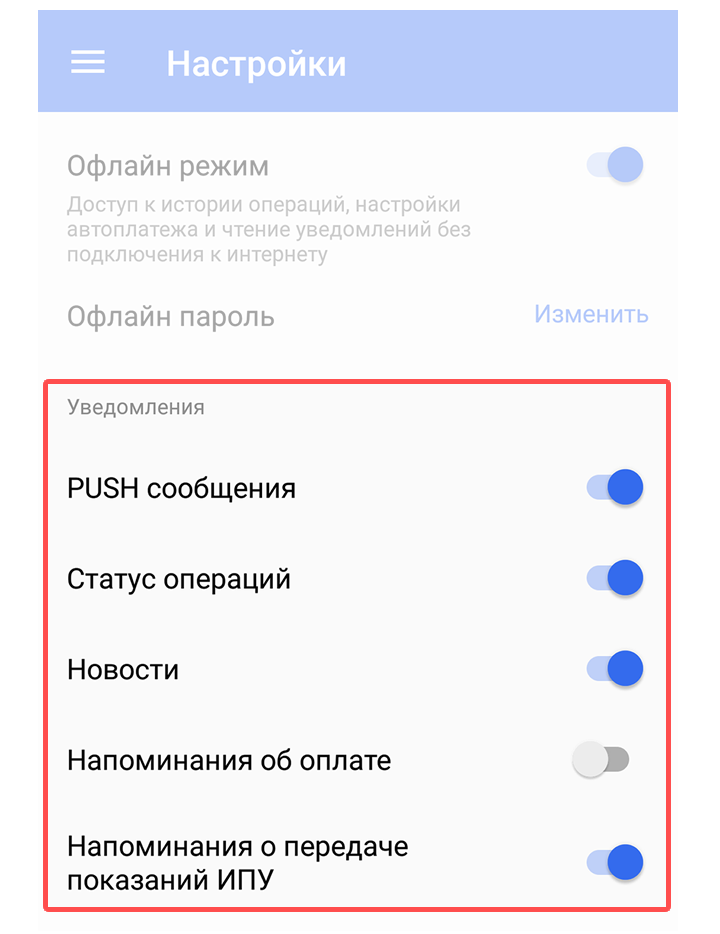 Настройки
Офлайн режим
Доступ к истории операций, настройки
автоплатежа и чтение уведомлений без
подключения к интернету
Офлайн пароль
Изменить
Уведомления
PUSH сообщения
Статус операций
Новости
Напоминания об оплате
Напоминания о передаче
показаний ИПУ